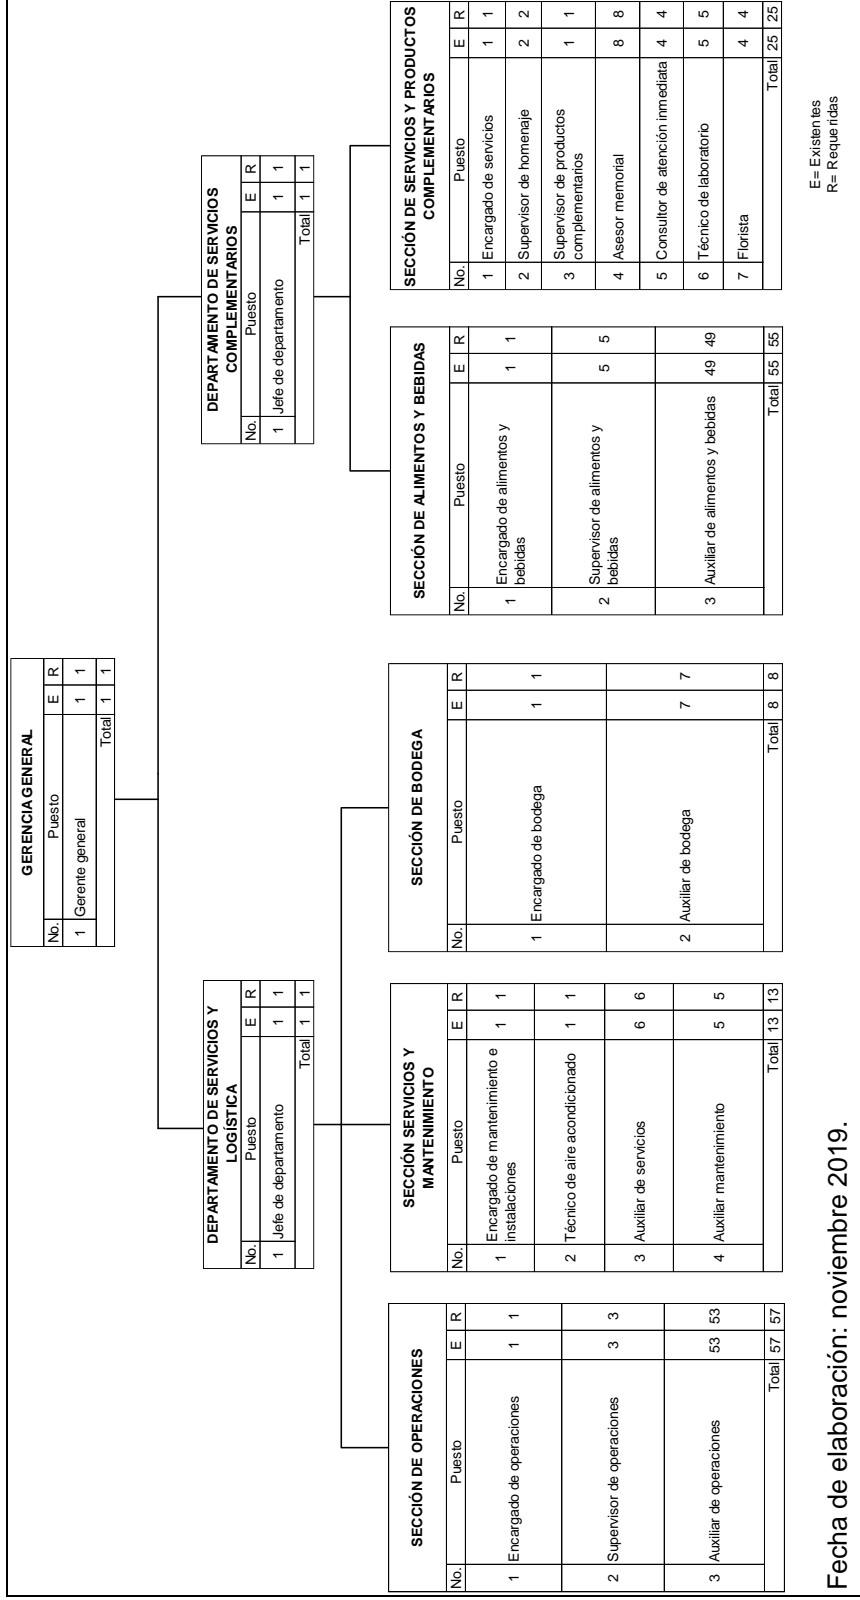 GERENCIA GENERAL
No. Puesto E R
1 Gerente general 1 1
Total 1 1
DEPARTAMENTO DE SERVICIOS Y
LOGÍSTICA
No. Puesto E R
1 Jefe de departamento 1 1
Total 1 1
DEPARTAMENTO DE SERVICIOS
COMPLEMENTARIOS
No. Puesto E R
1 Jefe de departamento 1 1
Total 1 1
SECCIÓN DE OPERACIONES
No. Puesto E R
1 Encargado de operaciones 1 1
2 Supervisor de operaciones 3 3
3 Auxiliar de operaciones 53 53
Total 57 57
SECCIÓN SERVICIOS Y
MANTENIMIENTO
No. Puesto E R
1 Encargado de mantenimiento e
instalaciones 1 1
2 Técnico de aire acondicionado 1 1
3 Auxiliar de servicios 6 6
4 Auxiliar mantenimiento 5 5
Total 13 13
SECCIÓN DE BODEGA
No. Puesto E R
1 Encargado de bodega 1 1
2 Auxiliar de bodega 7 7
Total 8 8
SECCIÓN DE ALIMENTOS Y BEBIDAS
No. Puesto E R
1 Encargado de alimentos y
bebidas 1 1
2 Supervisor de alimentos y
bebidas 5 5
3 Auxiliar de alimentos y bebidas 49 49
Total 55 55
SECCIÓN DE SERVICIOS Y PRODUCTOS
COMPLEMENTARIOS
No. Puesto E R
1 Encargado de servicios 1 1
2 Supervisor de homenaje 2 2
3 Supervisor de productos
complementarios 1 1
4 Asesor memorial 8 8
5 Consultor de atención inmediata 4 4
6 Técnico de laboratorio 5 5
7 Florista 4 4
Total 25 25
E= Existentes
R= Requeridas
Fecha de elaboración: noviembre 2019.